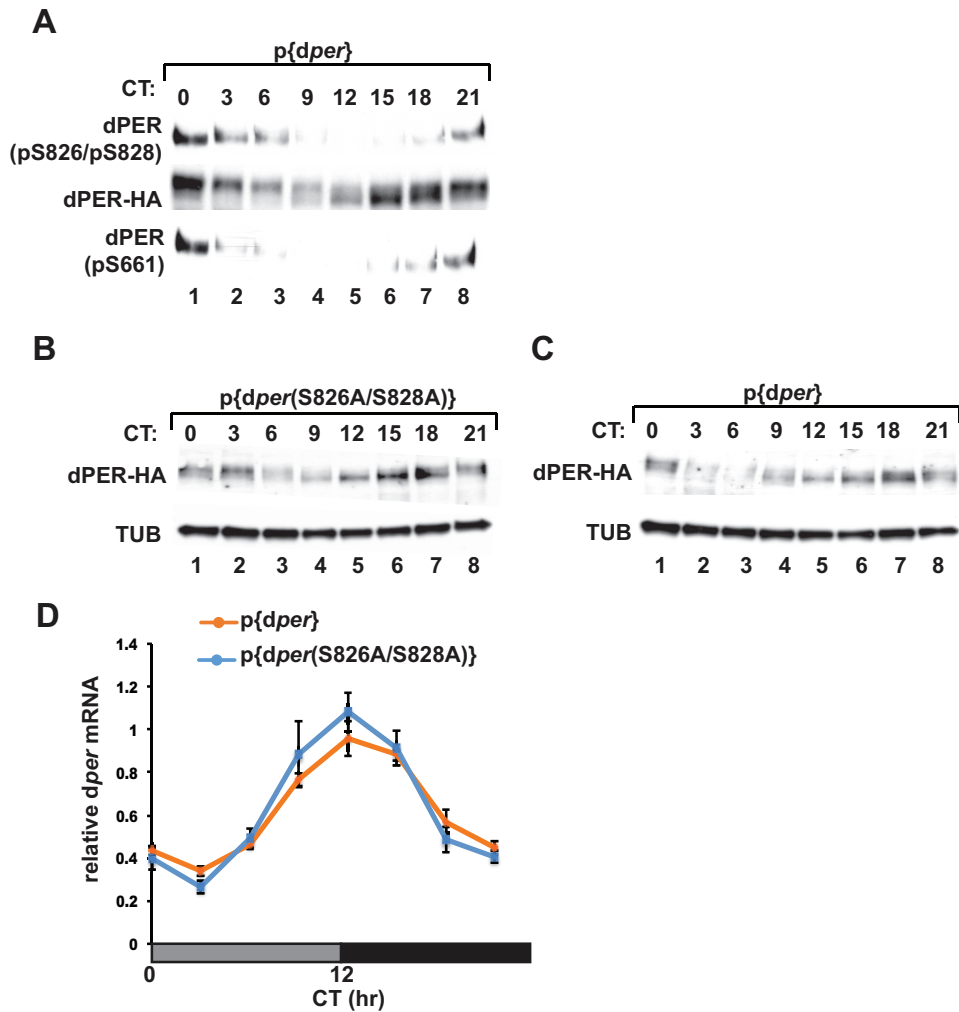 A
p{dper}
CT: 0 3 6 9 12 15 18 21
dPER
(pS826/pS828)
dPER-HA
dPER
(pS661)
1 2 3 4 5 6 7 8
B
p{dper(S826A/S828A)}
CT: 0 3 6 9 12 15 18 21
dPER-HA
TUB
1 2 3 4 5 6 7 8
C
p{dper}
CT: 0 3 6 9 12 15 18 21
dPER-HA
TUB
1 2 3 4 5 6 7 8
D
p{dper}
p{dper(S826A/S828A)}
relative dper mRNA
1.4
1.2
1
0.8
0.6
0.4
0.2
0
0 12
CT (hr)